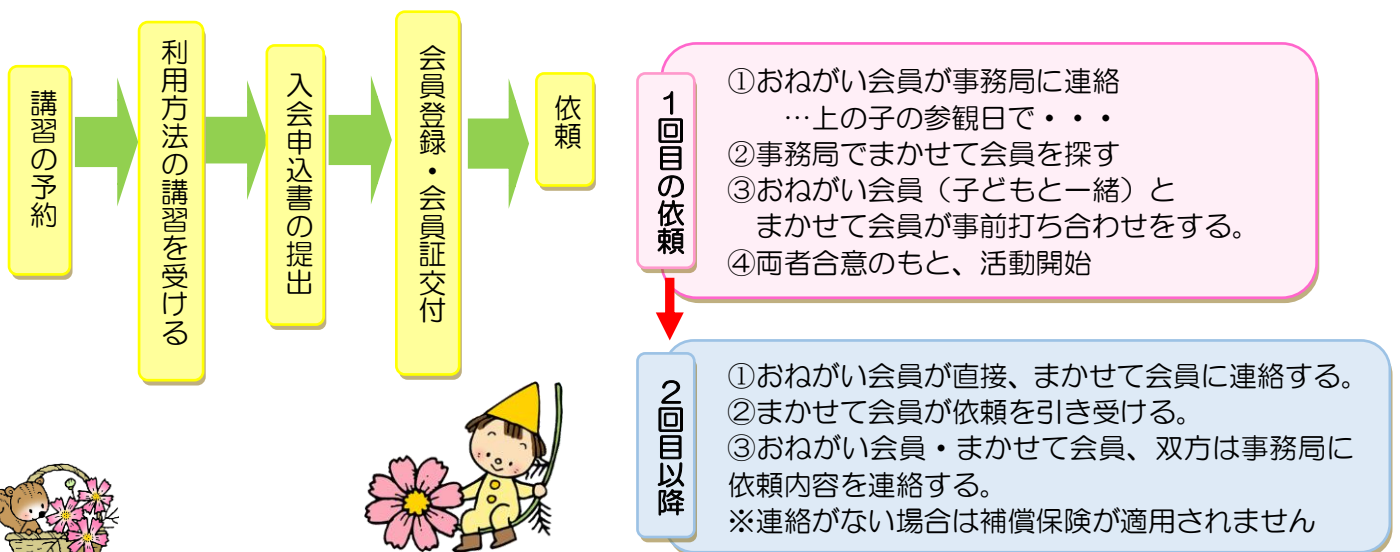 講習の予約
利用方法の講習を受ける
入会申込書の提出
会員登録・会員証交付
依頼
1回目の依頼
①おねがい会員が事務局に連絡
…上の子の参観日で・・・
②事務局でまかせて会員を探す
③おねがい会員（子どもと一緒）と
まかせて会員が事前打ち合わせをする。
④両者合意のもと、活動開始
2回目以降
①おねがい会員が直接、まかせて会員に連絡する。
②まかせて会員が依頼を引き受ける。
③おねがい会員・まかせて会員、双方は事務局に
依頼内容を連絡する。
※連絡がない場合は補償保険が適用されません